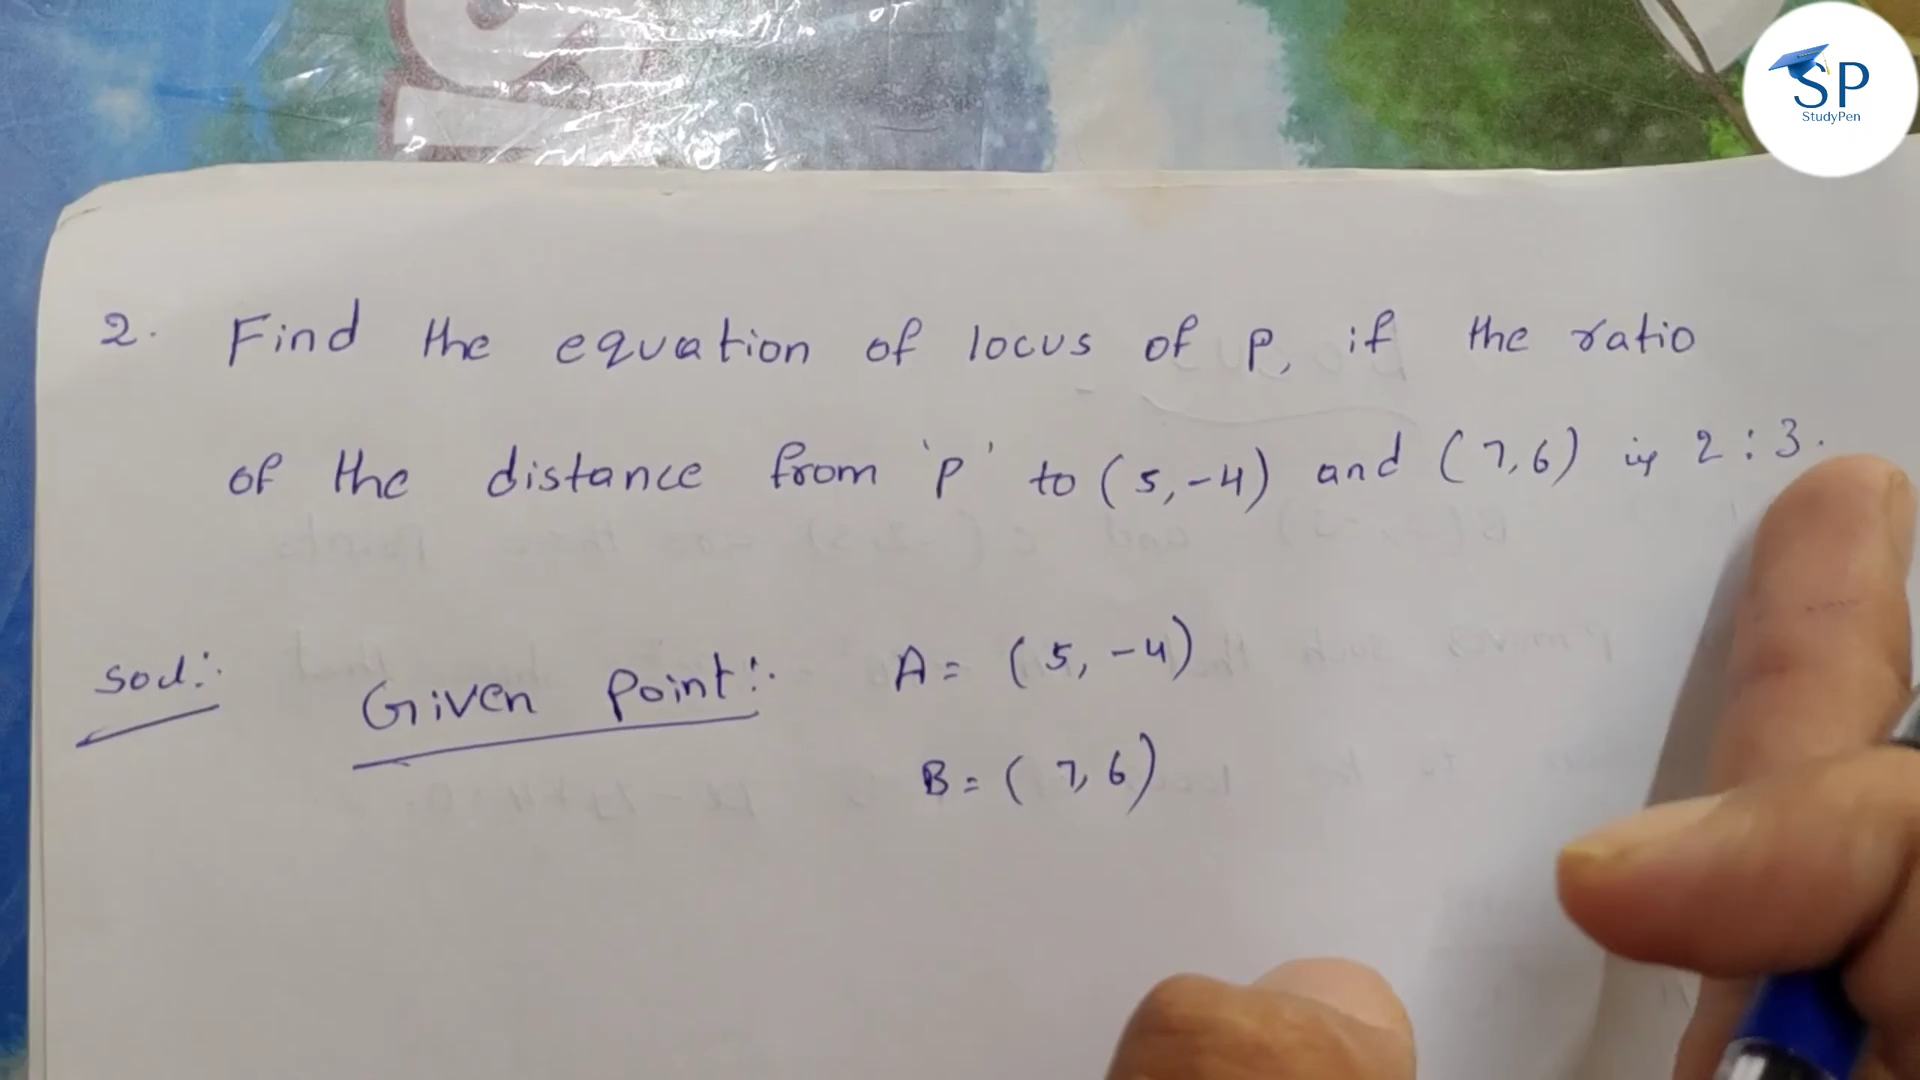 SP
StudyPen
2. Find the equation of locus of P, if the ratio
of the distance from 'P' to (5,-4) and (7,6) is 2:3.
Sol:. Given Point:. A = (5, -4)
B = (7, 6)